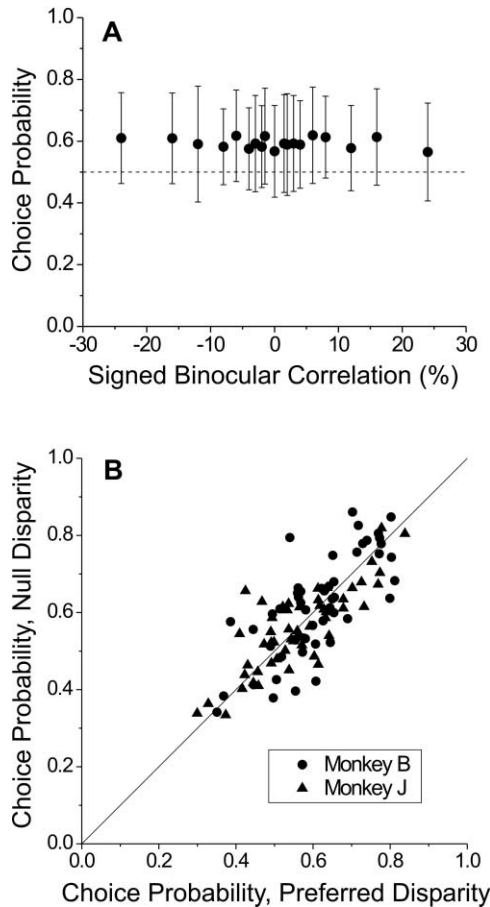 A
1.0
0.8
0.6
0.4
0.2
0.0
Choice Probability
-30 -20 -10 0 10 20 30
Signed Binocular Correlation (%)
B
1.0
0.8
0.6
0.4
0.2
0.0
Choice Probability, Null Disparity
Monkey B
Monkey J
0.0 0.2 0.4 0.6 0.8 1.0
Choice Probability, Preferred Disparity